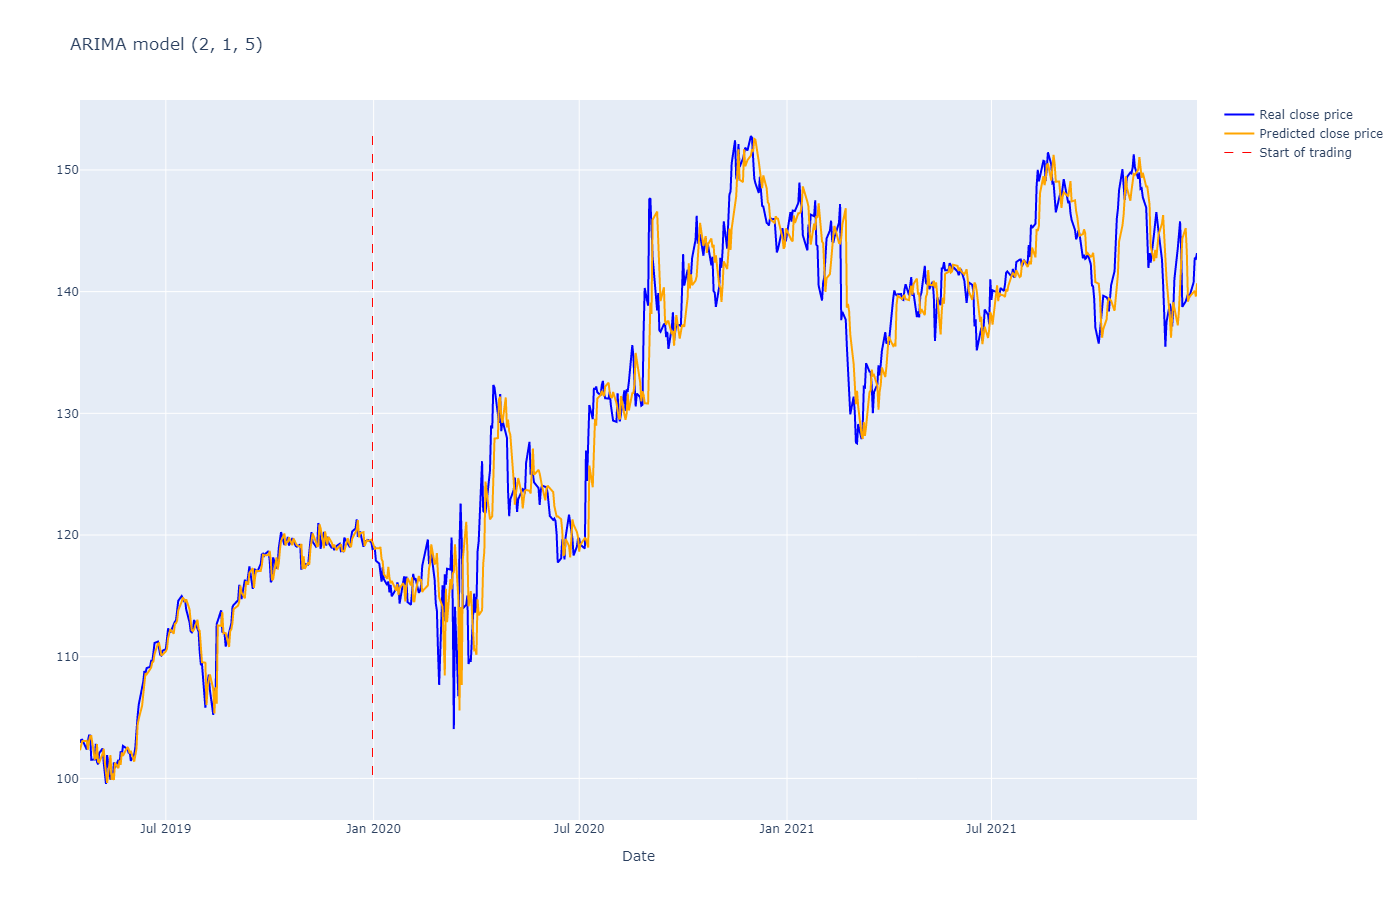 ARIMA model (2, 1, 5)
Real close price
Predicted close price
Start of trading
150
140
130
120
110
100
Jul 2019
Jan 2020
Jul 2020
Jan 2021
Jul 2021
Date